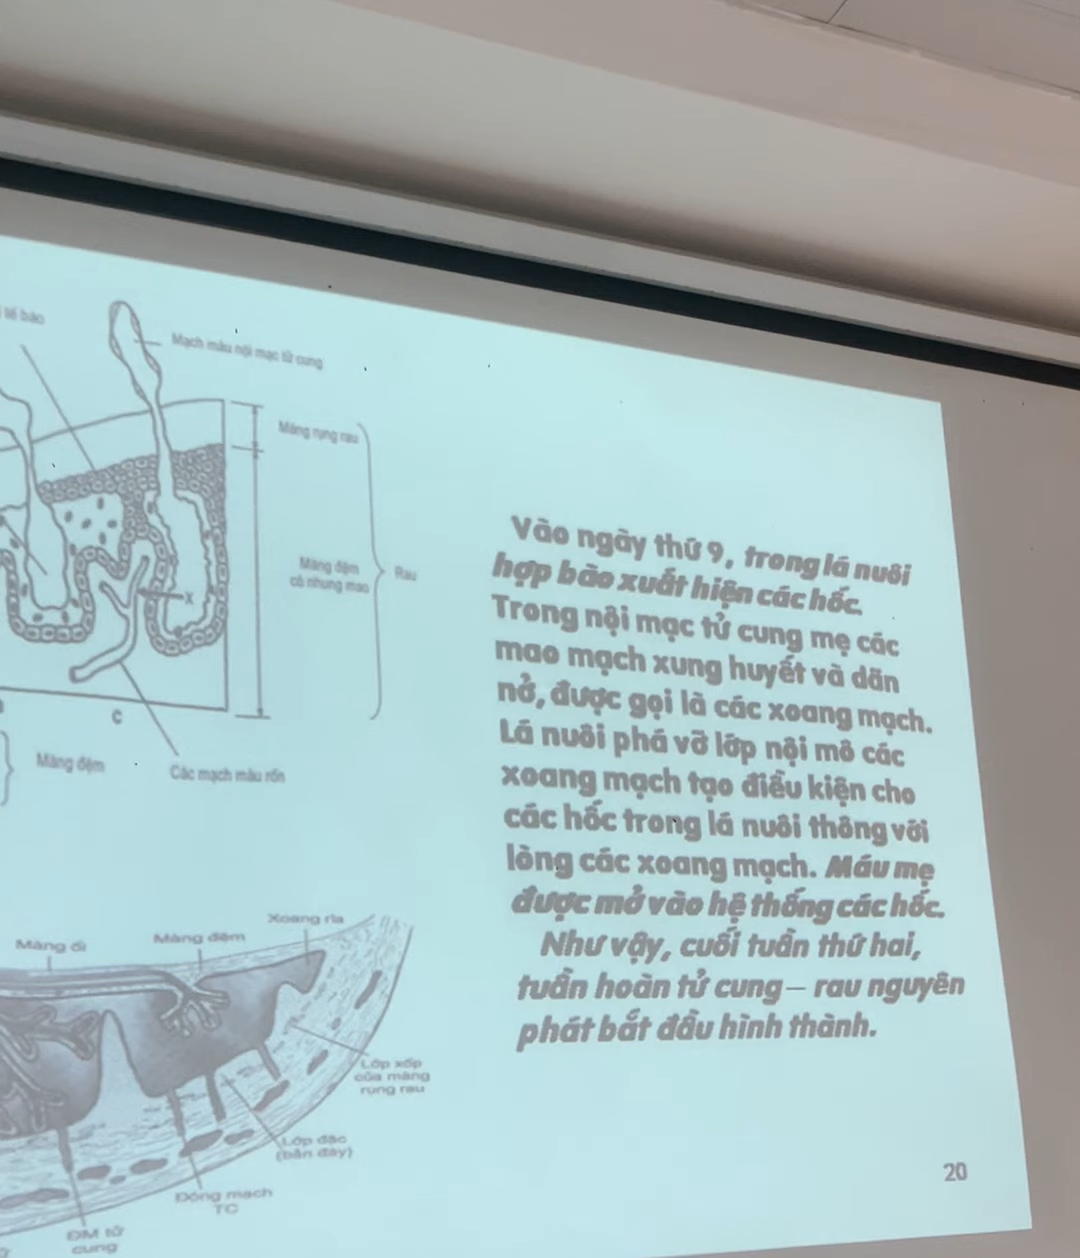 tế bào
Mạch máu nội mạc tử cung
Màng rụng rau
Màng đệm
có nhung mao
Rau
X
C
Màng đệm
Các mạch máu rốn
Vào ngày thứ 9, trong lá nuôi
hợp bào xuất hiện các hốc.
Trong nội mạc tử cung mẹ các
mao mạch xung huyết và dãn
nở, được gọi là các xoang mạch.
Lá nuôi phá vỡ lớp nội mô các
xoang mạch tạo điều kiện cho
các hốc trong lá nuôi thông với
lòng các xoang mạch. Máu mẹ
được mở vào hệ thống các hốc.
Như vậy, cuối tuần thứ hai,
tuần hoàn tử cung – rau nguyên
phát bắt đầu hình thành.
Xoang rìa
Màng ối
Màng đệm
Lớp xốp
của màng
rụng rau
Lớp đặc
(bản đáy)
Động mạch
TC
ĐM tử
cung
20